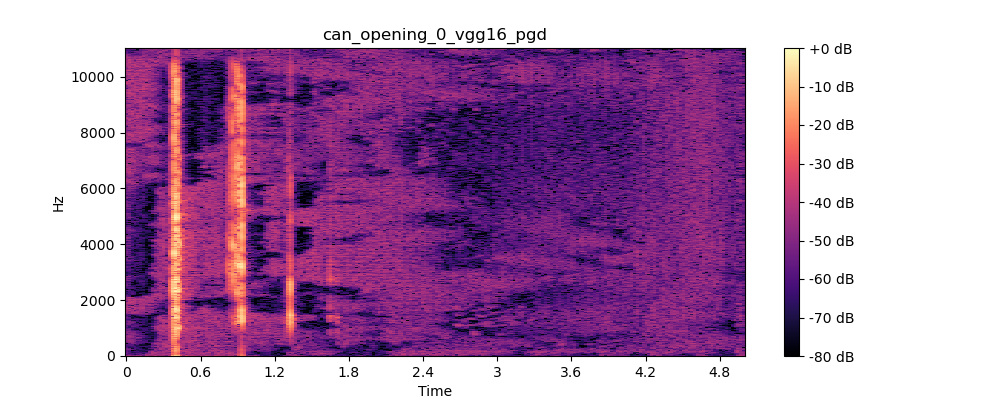 can_opening_0_vgg16_pgd
10000
8000
6000
4000
2000
0
Hz
0 0.6 1.2 1.8 2.4 3 3.6 4.2 4.8
Time
+0 dB
-10 dB
-20 dB
-30 dB
-40 dB
-50 dB
-60 dB
-70 dB
-80 dB